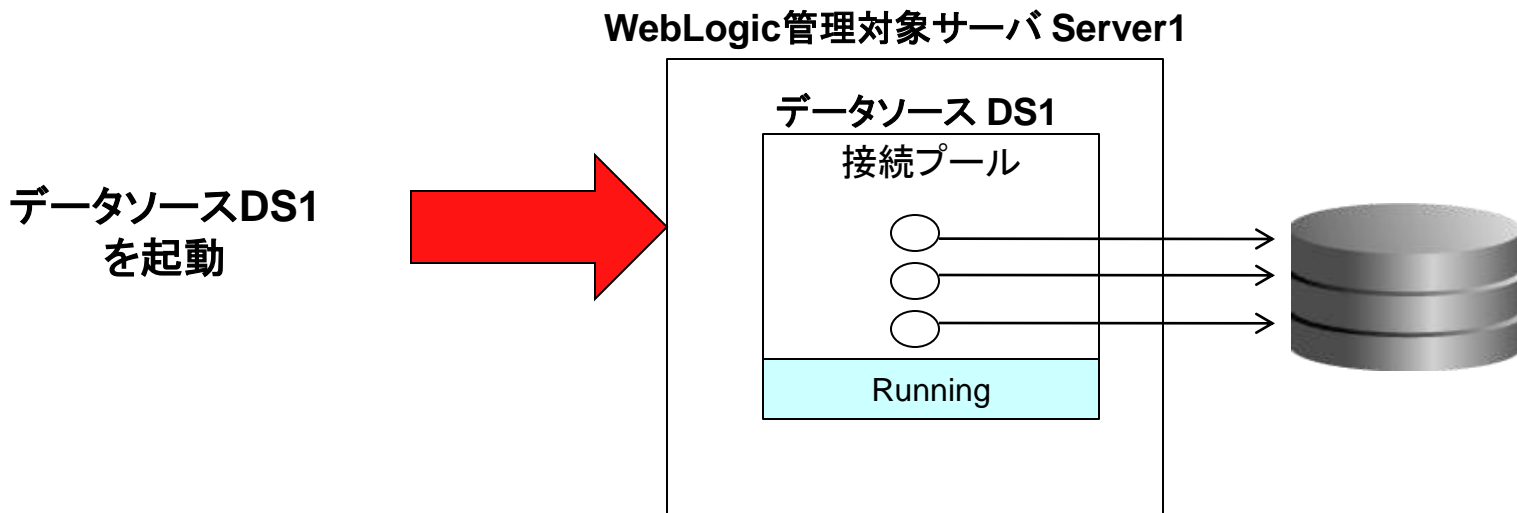 WebLogic管理対象サーバ Server1
データソース DS1
接続プール
データソースDS1
を起動
Running